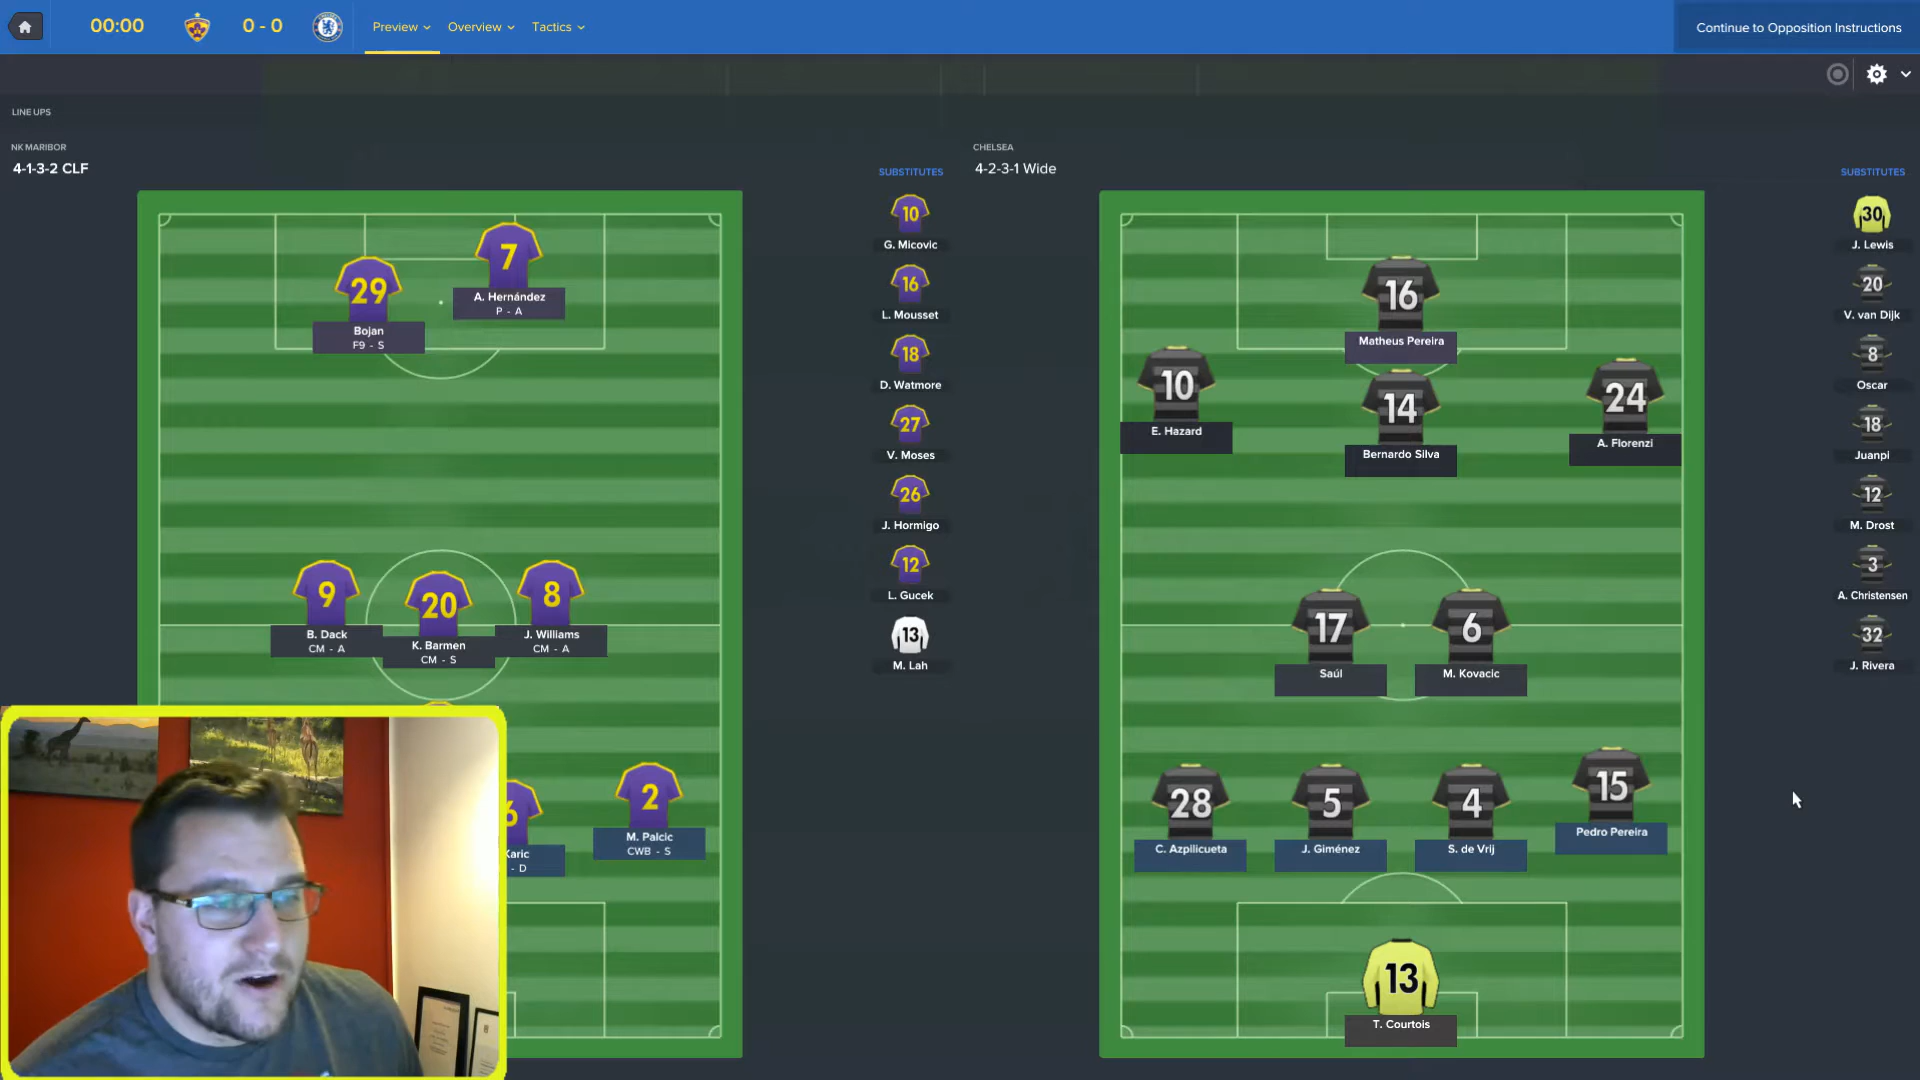 00:00
0 - 0
Preview
Overview
Tactics
Continue to Opposition Instructions
LINE UPS
NK MARIBOR
4-1-3-2 CLF
SUBSTITUTES
7
A. Hernández
P - A
29
Bojan
F9 - S
9
B. Dack
CM - A
20
K. Barmen
CM - S
8
J. Williams
CM - A
6
Karic
- D
2
M. Palcic
CWB - S
10
G. Micovic
16
L. Mousset
18
D. Watmore
27
V. Moses
26
J. Hormigo
12
L. Gucek
13
M. Lah
CHELSEA
4-2-3-1 Wide
SUBSTITUTES
16
Matheus Pereira
10
E. Hazard
14
Bernardo Silva
24
A. Florenzi
17
Saúl
6
M. Kovacic
28
C. Azpilicueta
5
J. Giménez
4
S. de Vrij
15
Pedro Pereira
13
T. Courtois
30
J. Lewis
20
V. van Dijk
8
Oscar
18
Juanpi
12
M. Drost
3
A. Christensen
32
J. Rivera